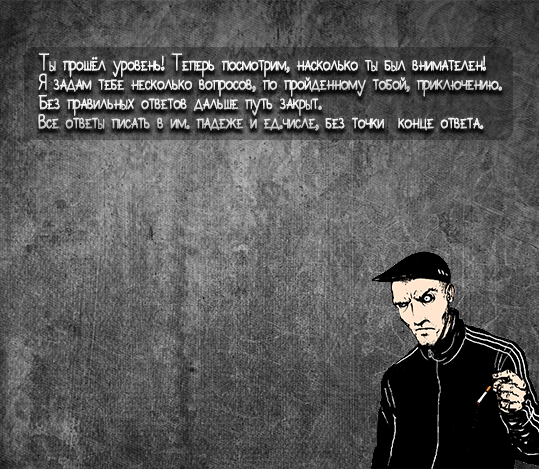 Ты прошёл уровень! Теперь посмотрим, насколько ты был внимателен!
Я задам тебе несколько вопросов, по пройденному тобой, приключению.
Без правильных ответов дальше путь закрыт.
Все ответы писать в им. падеже и ед.числе, без точки конце ответа.